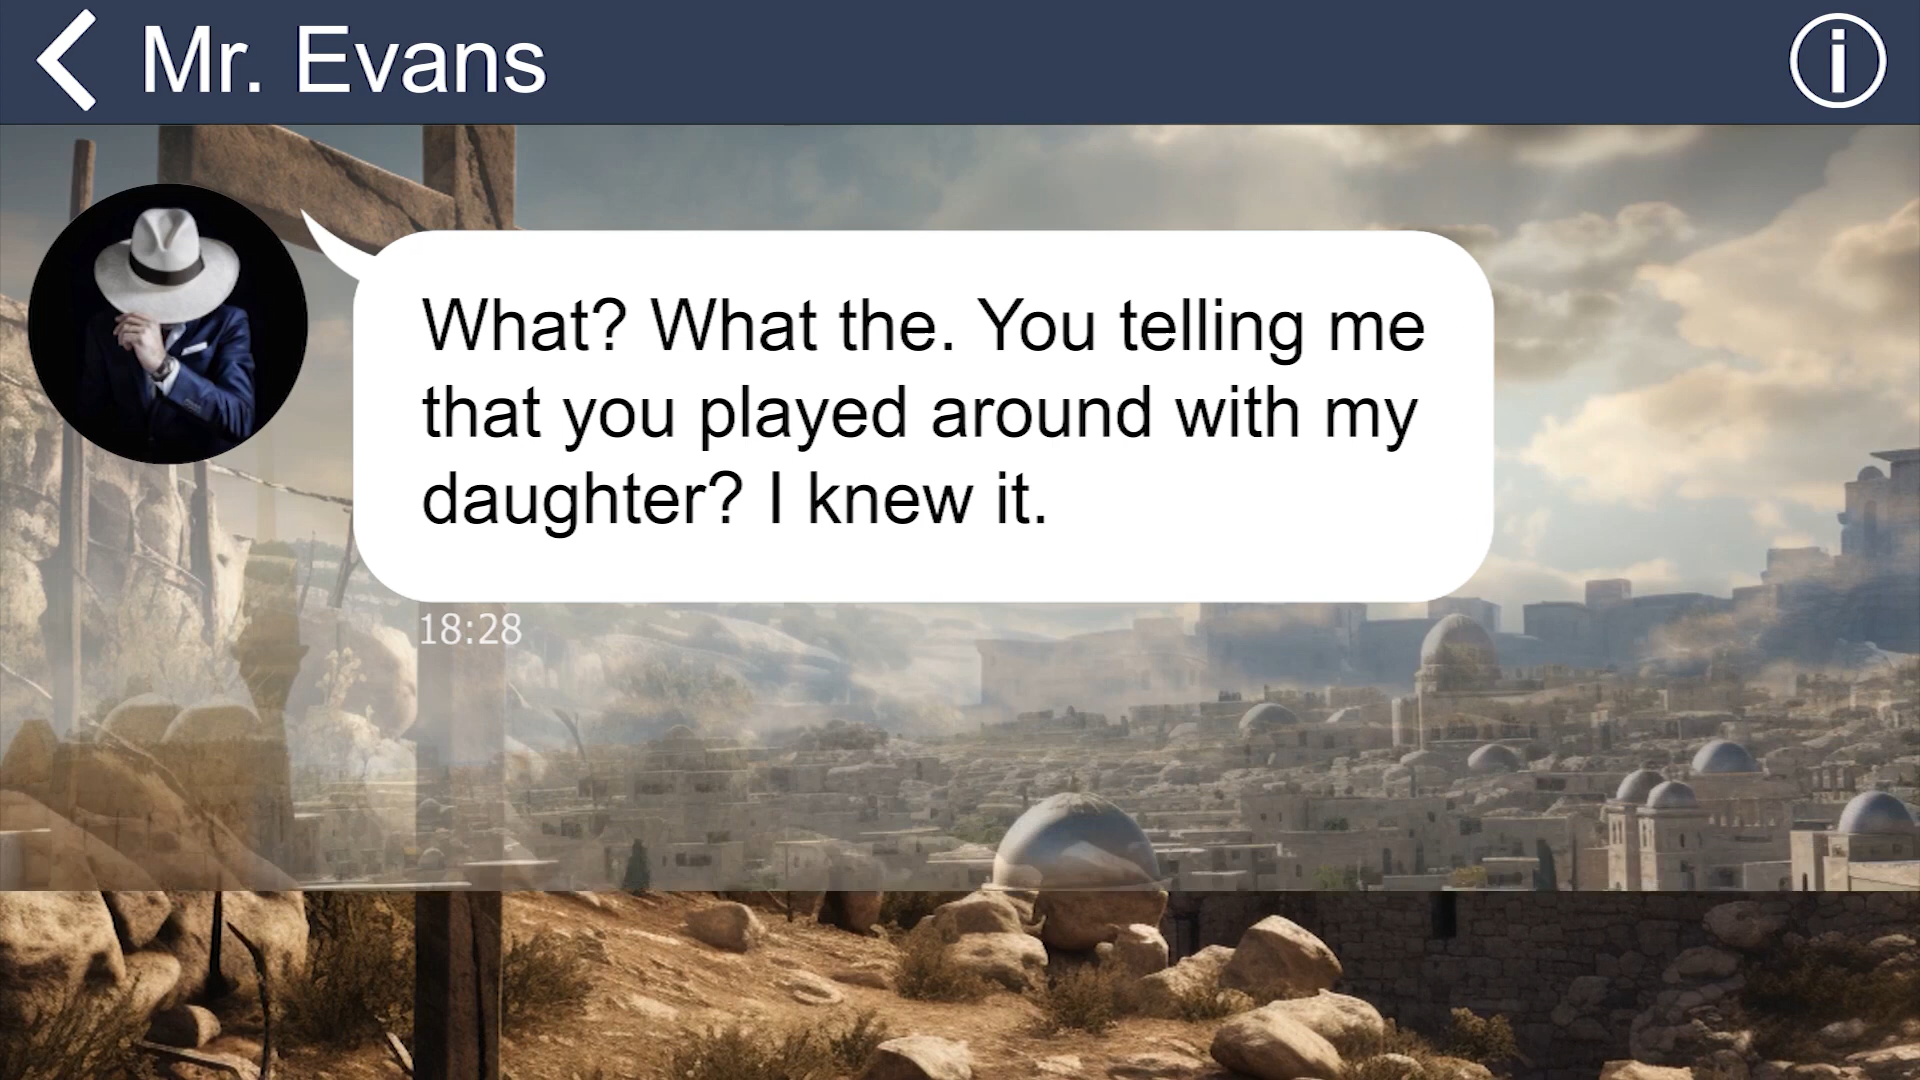 Mr. Evans
What? What the. You telling me
that you played around with my
daughter? I knew it.
18:28